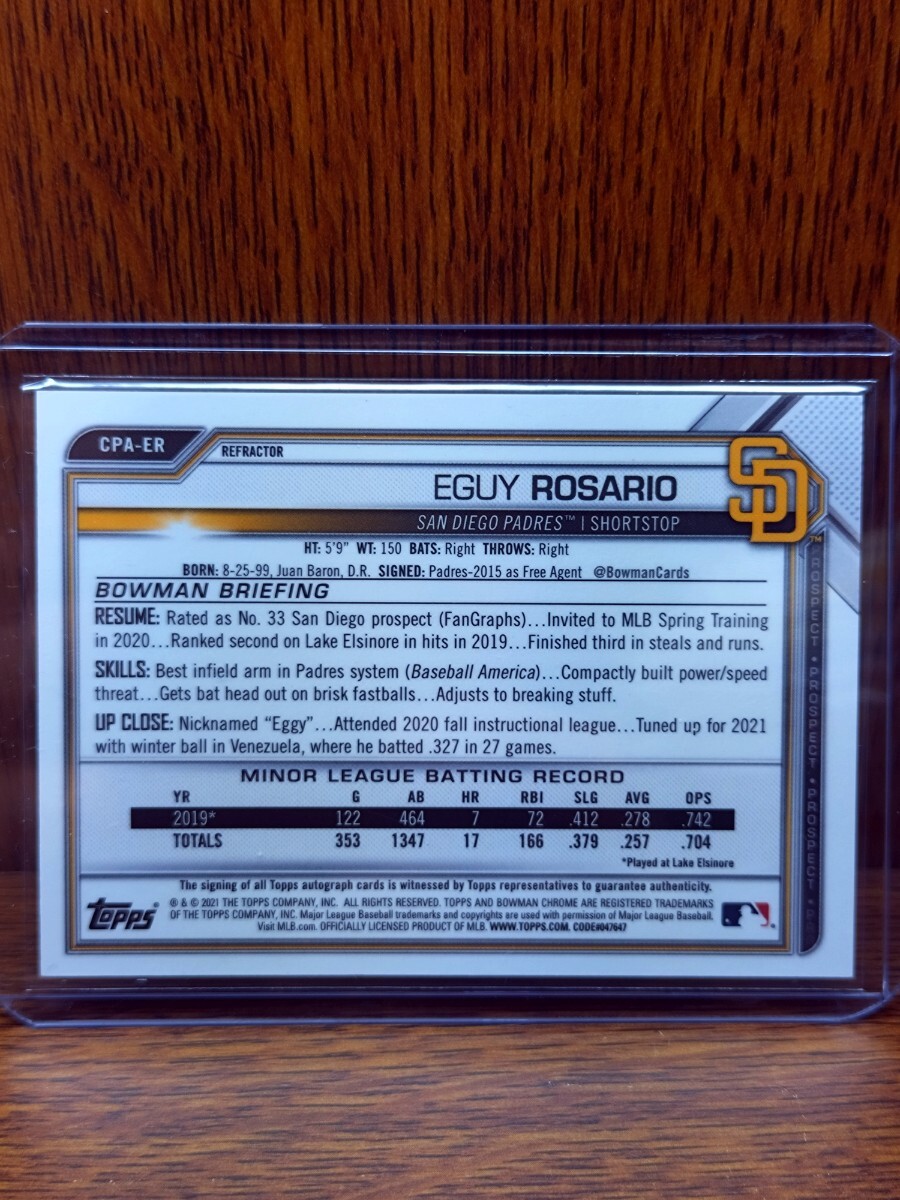 CPA-ER
REFRACTOR
SD
EGUY ROSARIO
SAN DIEGO PADRES™ | SHORTSTOP
HT: 5'9" WT: 150 BATS: Right THROWS: Right
BORN: 8-25-99, Juan Baron, D.R. SIGNED: Padres-2015 as Free Agent @BowmanCards
BOWMAN BRIEFING
RESUME: Rated as No. 33 San Diego prospect (FanGraphs)...Invited to MLB Spring Training
in 2020...Ranked second on Lake Elsinore in hits in 2019...Finished third in steals and runs.
SKILLS: Best infield arm in Padres system (Baseball America)...Compactly built power/speed
threat...Gets bat head out on brisk fastballs...Adjusts to breaking stuff.
UP CLOSE: Nicknamed “Eggy”...Attended 2020 fall instructional league...Tuned up for 2021
with winter ball in Venezuela, where he batted .327 in 27 games.
MINOR LEAGUE BATTING RECORD
YR G AB HR RBI SLG AVG OPS
2019* 122 464 7 72 .412 .278 .742
TOTALS 353 1347 17 166 .379 .257 .704
*Played at Lake Elsinore
The signing of all Topps autograph cards is witnessed by Topps representatives to guarantee authenticity.
topps
® & © 2021 THE TOPPS COMPANY, INC. ALL RIGHTS RESERVED. TOPPS AND BOWMAN CHROME ARE REGISTERED TRADEMARKS
OF THE TOPPS COMPANY, INC. Major League Baseball trademarks and copyrights are used with permission of Major League Baseball.
Visit MLB.com. OFFICIALLY LICENSED PRODUCT OF MLB. WWW.TOPPS.COM. CODE#047647
PROSPECT • PROSPECT • PROSPECT • P